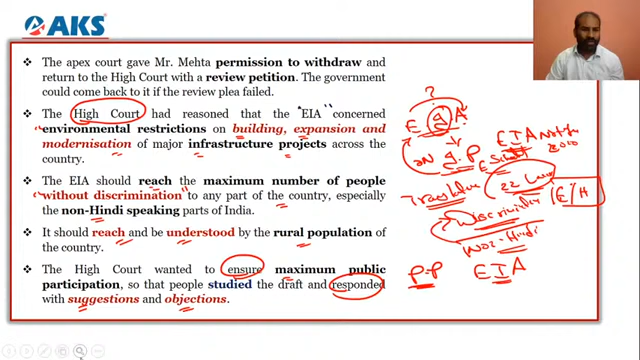 AKS
The apex court gave Mr. Mehta permission to withdraw and
return to the High Court with a review petition. The government
could come back to it if the review plea failed.
The High Court had reasoned that the "EIA" concerned
"environmental restrictions on building, expansion and
modernisation of major infrastructure projects across the
country.
The EIA should reach the maximum number of people
"without discrimination" to any part of the country, especially
the non-Hindi speaking parts of India.
It should reach and be understood by the rural population of
the country.
The High Court wanted to ensure maximum public
participation, so that people studied the draft and responded
with suggestions and objections.
?
E g A
EIA
22
E/H
P.P EIA